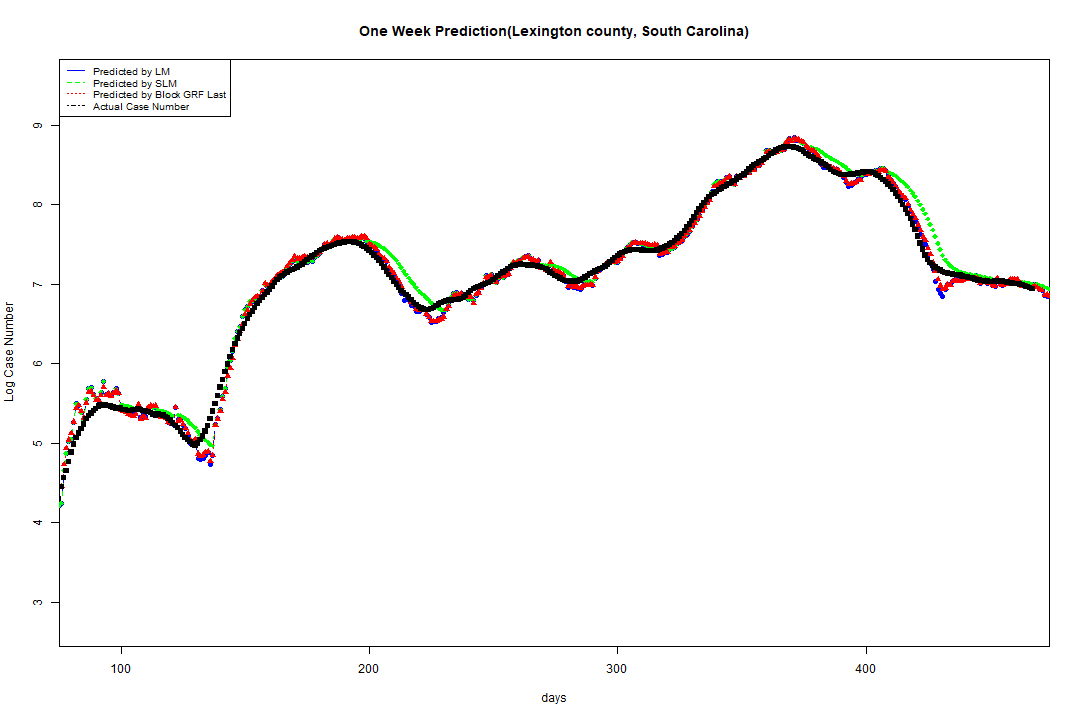 One Week Prediction(Lexington county, South Carolina)
Predicted by LM
Predicted by SLM
Predicted by Block GRF Last
Actual Case Number
9
8
7
6
5
4
3
Log Case Number
100 200 300 400
days